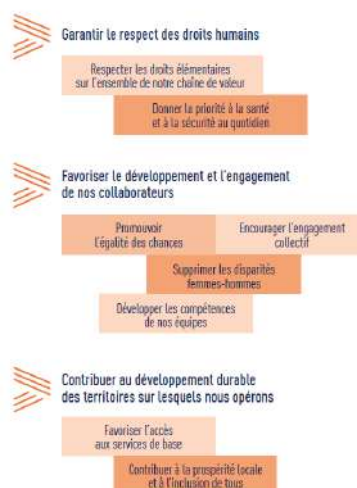 Garantir le respect des droits humains
Respecter les droits élémentaires
sur l'ensemble de notre chaîne de valeur
Donner la priorité à la santé
et à la sécurité au quotidien
Favoriser le développement et l'engagement
de nos collaborateurs
Promouvoir
l'égalité des chances
Encourager l'engagement
collectif
Supprimer les disparités
femmes-hommes
Développer les compétences
de nos équipes
Contribuer au développement durable
des territoires sur lesquels nous opérons
Favoriser l'accès
aux services de base
Contribuer à la prospérité locale
et à l'inclusion de tous